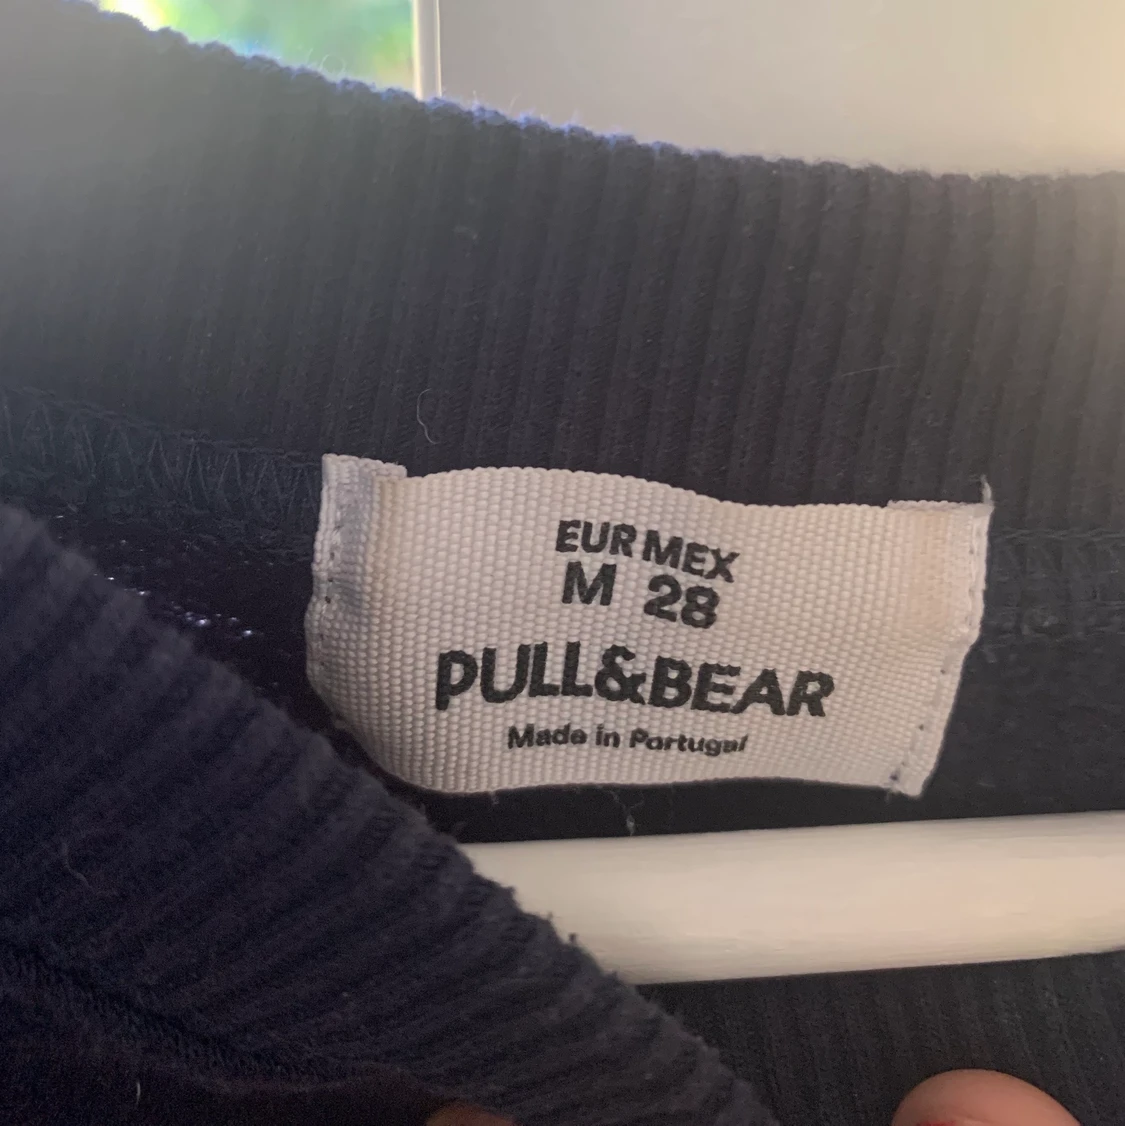 EUR MEX
M 28
PULL&BEAR
Made in Portugal